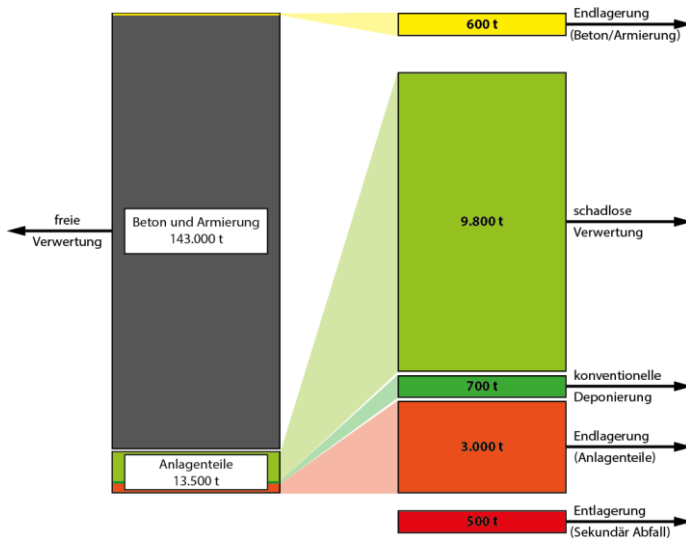 600 t
Endlagerung
(Beton/Armierung)
freie
Verwertung
Beton und Armierung
143.000 t
9.800 t
schadlose
Verwertung
700 t
konventionelle
Deponierung
Anlagenteile
13.500 t
3.000 t
Endlagerung
(Anlagenteile)
500 t
Entlagerung
(Sekundär Abfall)